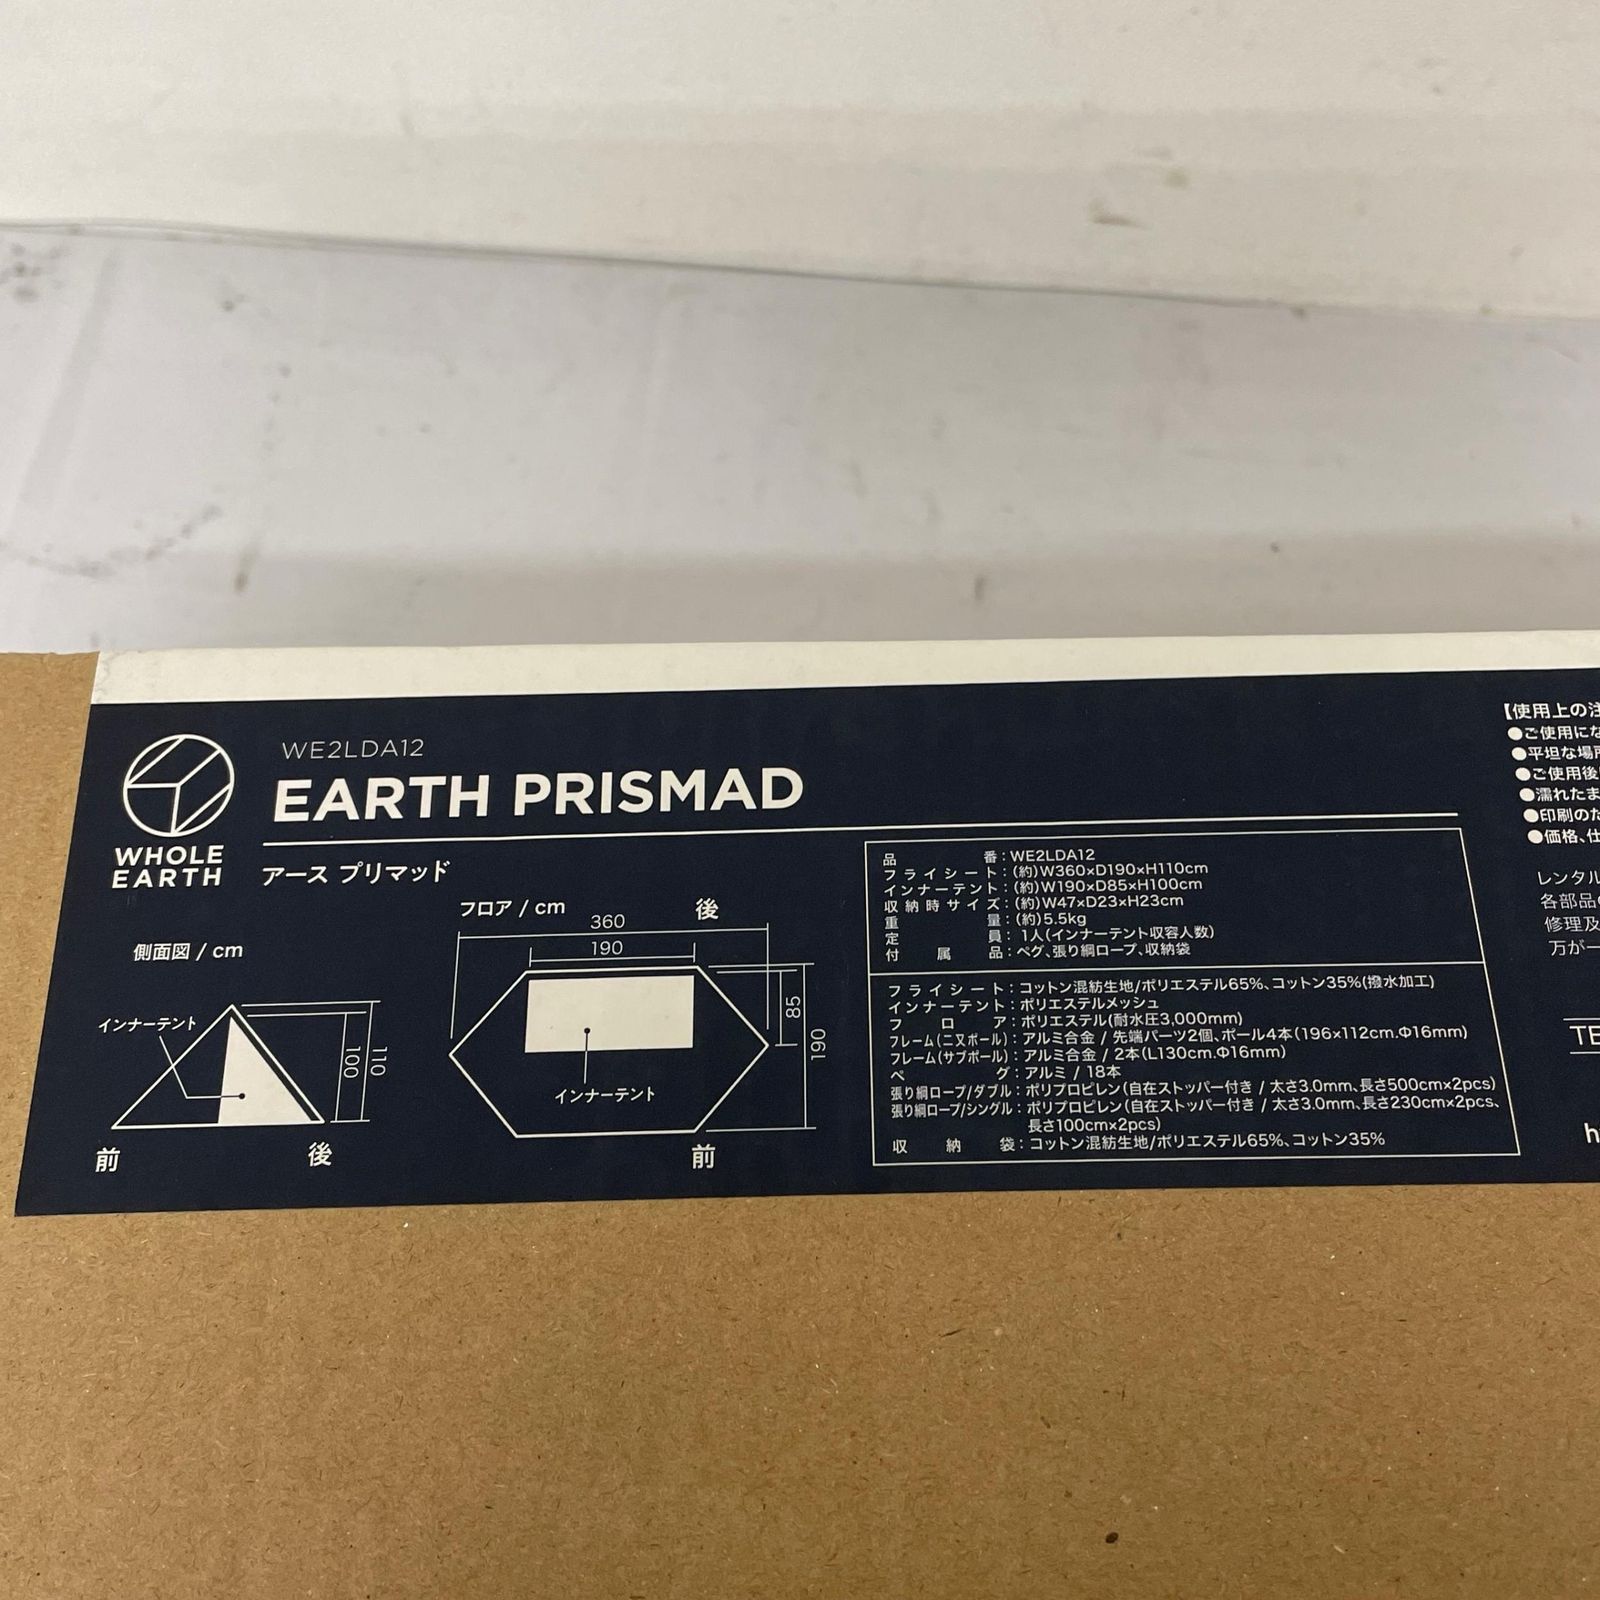 WHOLE
EARTH
WE2LDA12
EARTH PRISMAD
アース プリマッド
側面図 / cm
インナーテント
100
110
前
後
フロア / cm
後
360
190
85
190
インナーテント
前
品番：WE2LDA12
フライシート：(約)W360×D190×H110cm
インナーテント：(約)W190×D85×H100cm
収納時サイズ：(約)W47×D23×H23cm
重量：(約)5.5kg
定員：1人(インナーテント収容人数)
付属品：ペグ、張り綱ロープ、収納袋
フライシート：コットン混紡生地/ポリエステル65%、コットン35%(撥水加工)
インナーテント：ポリエステルメッシュ
フロア：ポリエステル(耐水圧3,000mm)
フレーム(二又ポール)：アルミ合金 / 先端パーツ2個、ポール4本(196×112cm.Φ16mm)
フレーム(サブポール)：アルミ合金 / 2本(L130cm.Φ16mm)
ペグ：アルミ / 18本
張り綱ロープ/ダブル：ポリプロピレン(自在ストッパー付き / 太さ3.0mm、長さ500cm×2pcs)
張り綱ロープ/シングル：ポリプロピレン(自在ストッパー付き / 太さ3.0mm、長さ230cm×2pcs、
長さ100cm×2pcs)
収納袋：コットン混紡生地/ポリエステル65%、コットン35%
【使用上の注
●ご使用にな
●平坦な場所
●ご使用後
●濡れたま
●印刷のた
●価格、仕
レンタル
各部品
修理及
万が一
TE
h